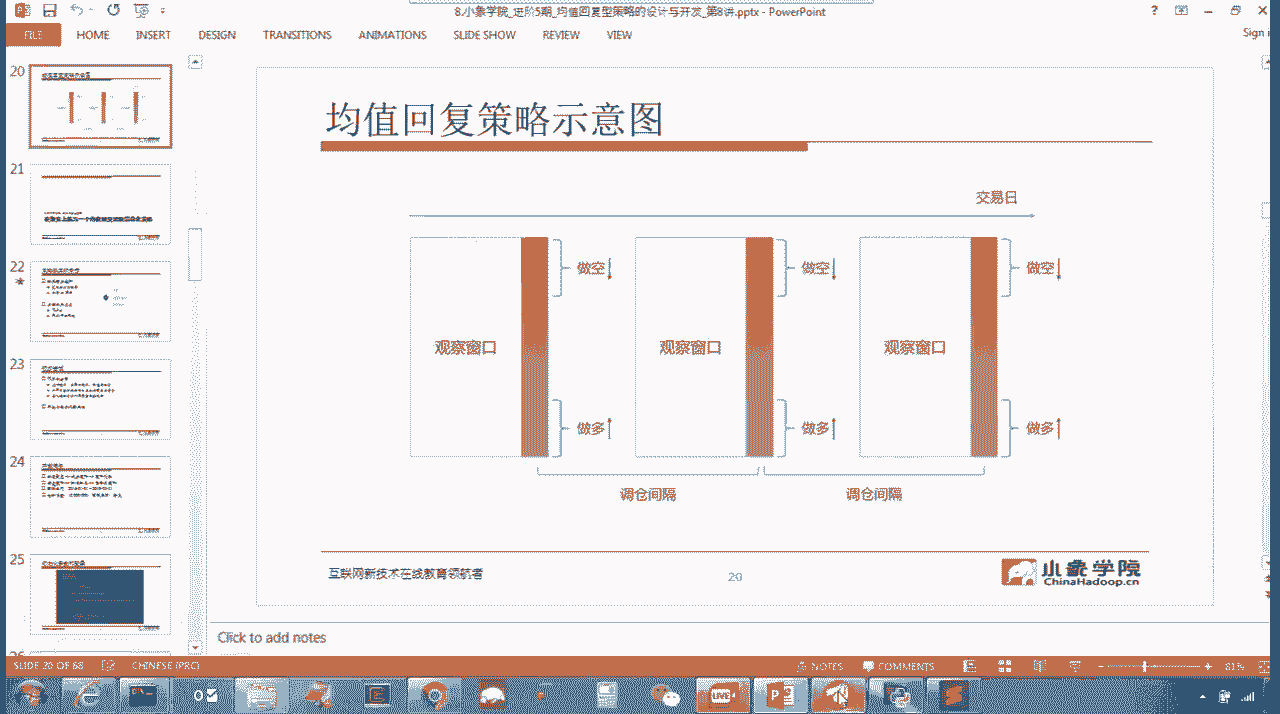 8.小象学院_进阶5期_均值回复型策略的设计与开发_第8讲.pptx - PowerPoint
FILE HOME INSERT DESIGN TRANSITIONS ANIMATIONS SLIDE SHOW REVIEW VIEW
Sign i
20
21
22
23
24
25
均值回复策略示意图
交易日
做空 做空 做空
观察窗口 观察窗口 观察窗口
做多 做多 做多
调仓间隔 调仓间隔
互联网新技术在线教育领航者
20
小象学院
ChinaHadoop.cn
Click to add notes
SLIDE 20 OF 68 CHINESE (PRC) NOTES COMMENTS 81%
LIVE